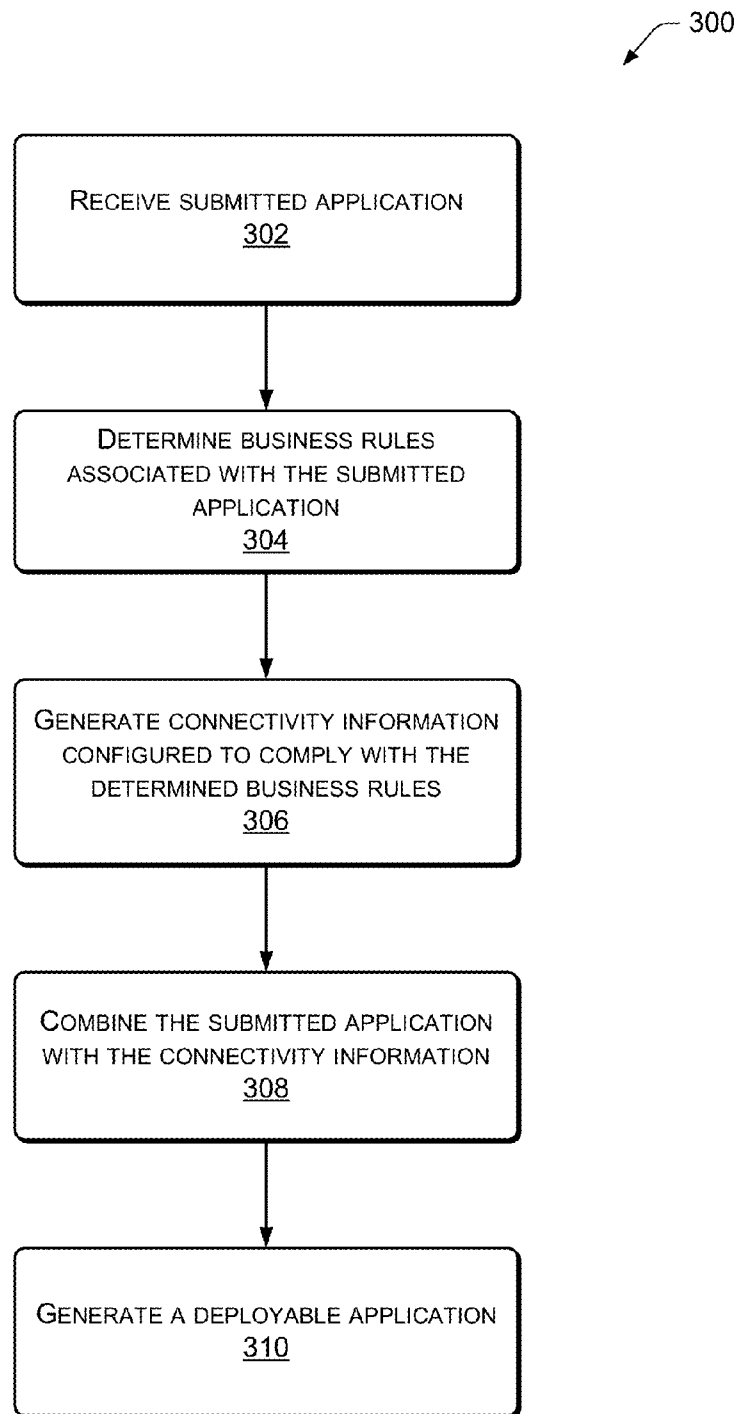 300
RECEIVE SUBMITTED APPLICATION
302
DETERMINE BUSINESS RULES
ASSOCIATED WITH THE SUBMITTED
APPLICATION
304
GENERATE CONNECTIVITY INFORMATION
CONFIGURED TO COMPLY WITH THE
DETERMINED BUSINESS RULES
306
COMBINE THE SUBMITTED APPLICATION
WITH THE CONNECTIVITY INFORMATION
308
GENERATE A DEPLOYABLE APPLICATION
310